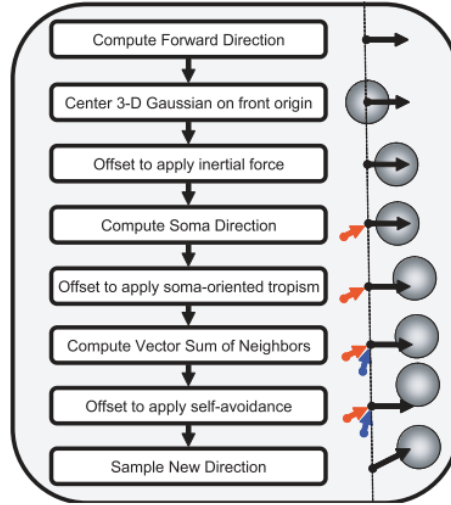 Compute Forward Direction
Center 3-D Gaussian on front origin
Offset to apply inertial force
Compute Soma Direction
Offset to apply soma-oriented tropism
Compute Vector Sum of Neighbors
Offset to apply self-avoidance
Sample New Direction